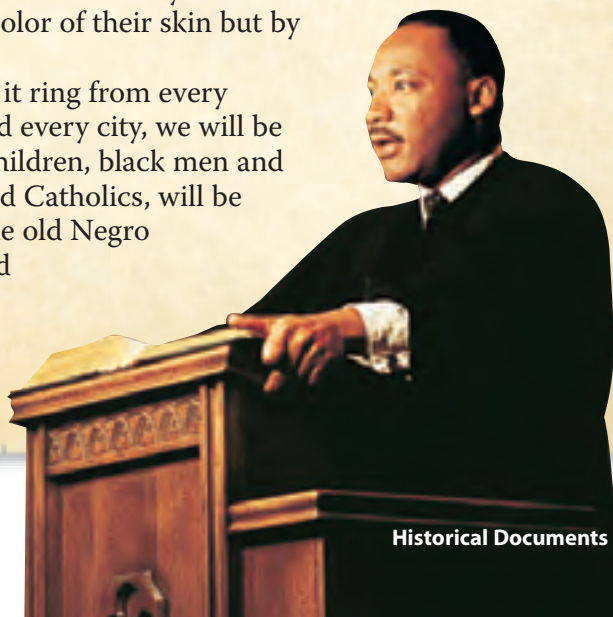 olor of their skin but by
it ring from every
d every city, we will be
hildren, black men and
d Catholics, will be
e old Negro
d
Historical Documents